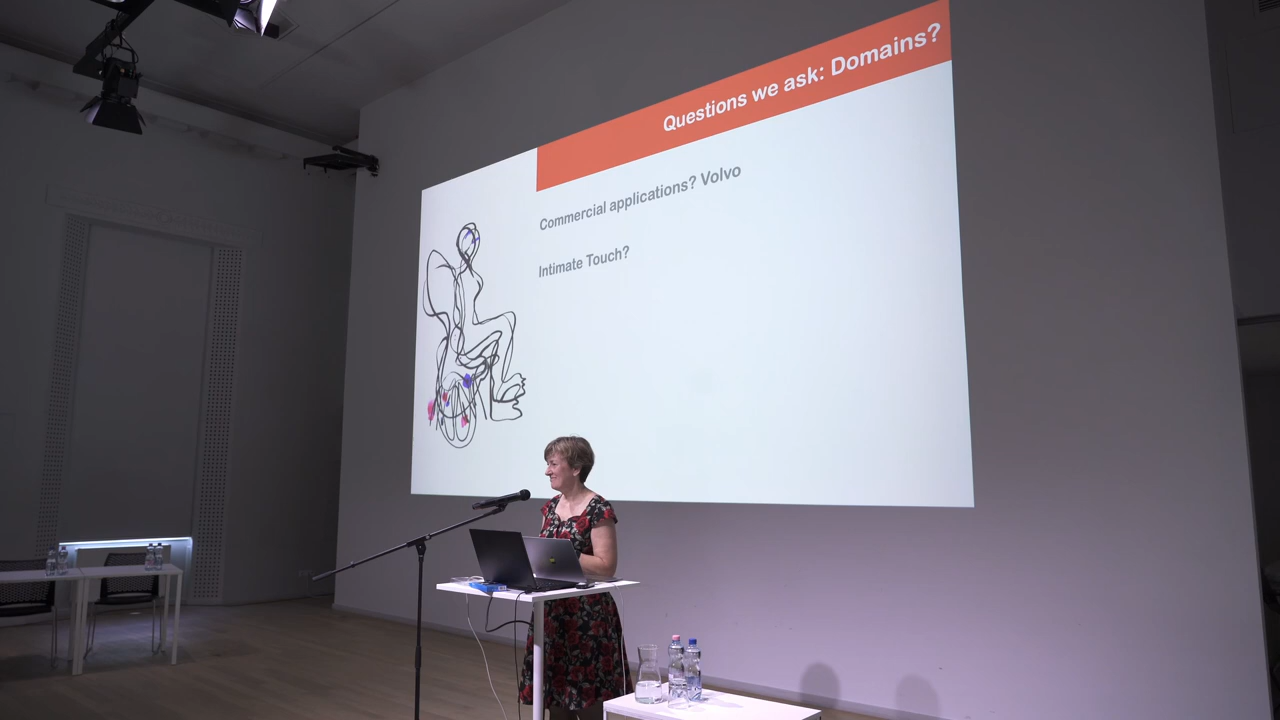 Questions we ask: Domains?
Commercial applications? Volvo
Intimate Touch?